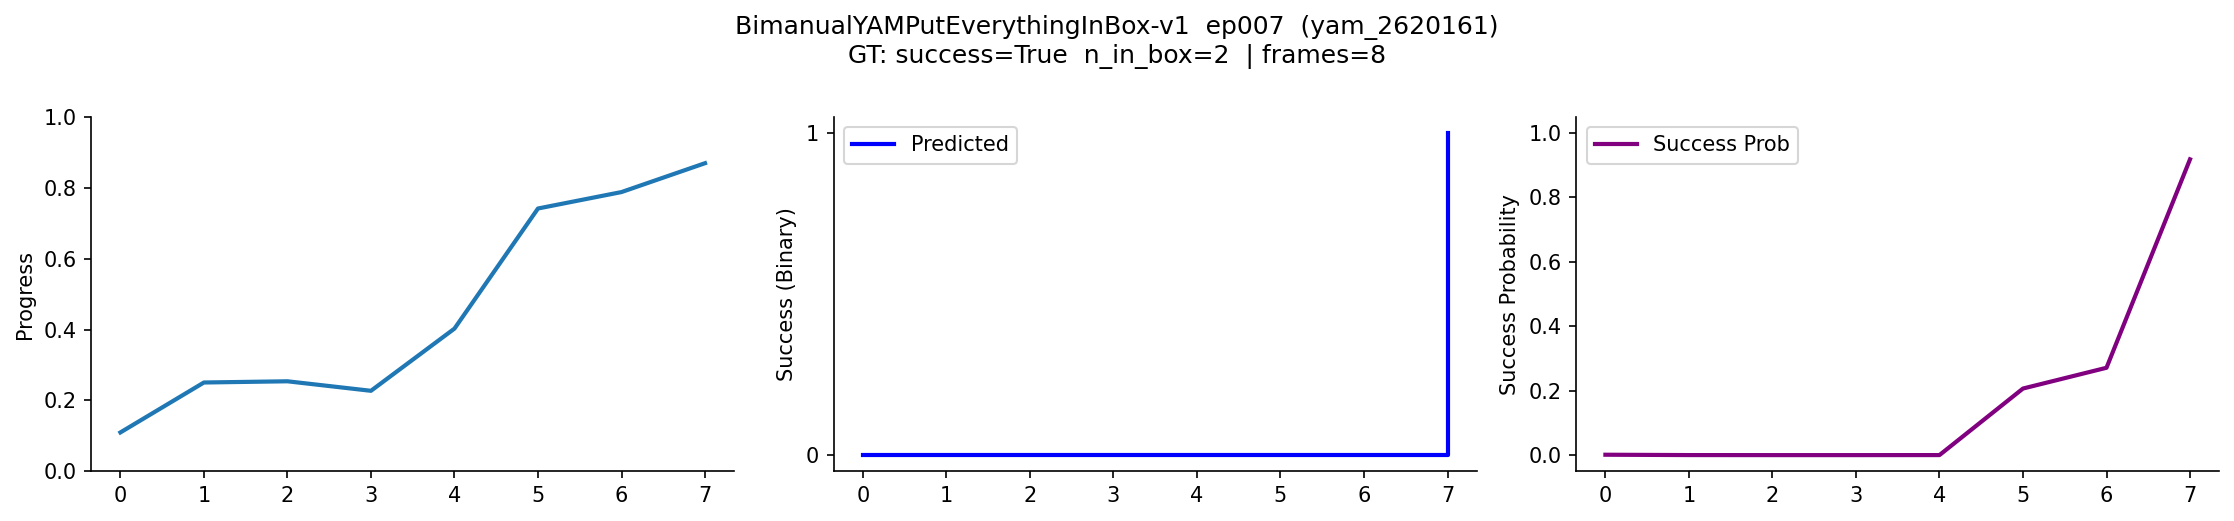 BimanualYAMPutEverythingInBox-v1  ep007  (yam_2620161)
GT: success=True  n_in_box=2  | frames=8
Progress
1.0
0.8
0.6
0.4
0.2
0.0
0 1 2 3 4 5 6 7
Success (Binary)
1
0
Predicted
0 1 2 3 4 5 6 7
Success Probability
1.0
0.8
0.6
0.4
0.2
0.0
Success Prob
0 1 2 3 4 5 6 7